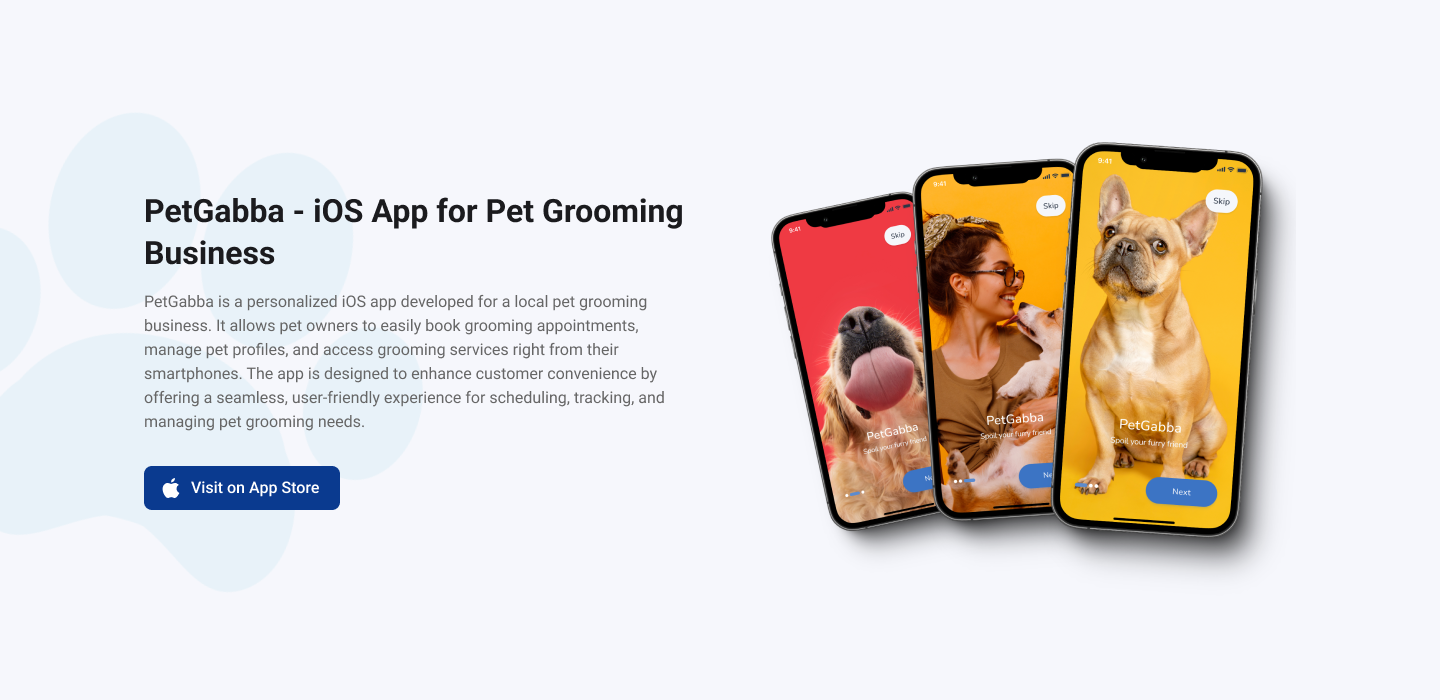 PetGabba - iOS App for Pet Grooming
Business
PetGabba is a personalized iOS app developed for a local pet grooming
business. It allows pet owners to easily book grooming appointments,
manage pet profiles, and access grooming services right from their
smartphones. The app is designed to enhance customer convenience by
offering a seamless, user-friendly experience for scheduling, tracking, and
managing pet grooming needs.
Visit on App Store
9:41
Skip
PetGabba
Spoil your furry friend
9:41
Skip
PetGabba
Spoil your furry friend
9:41
Skip
PetGabba
Spoil your furry friend
Next